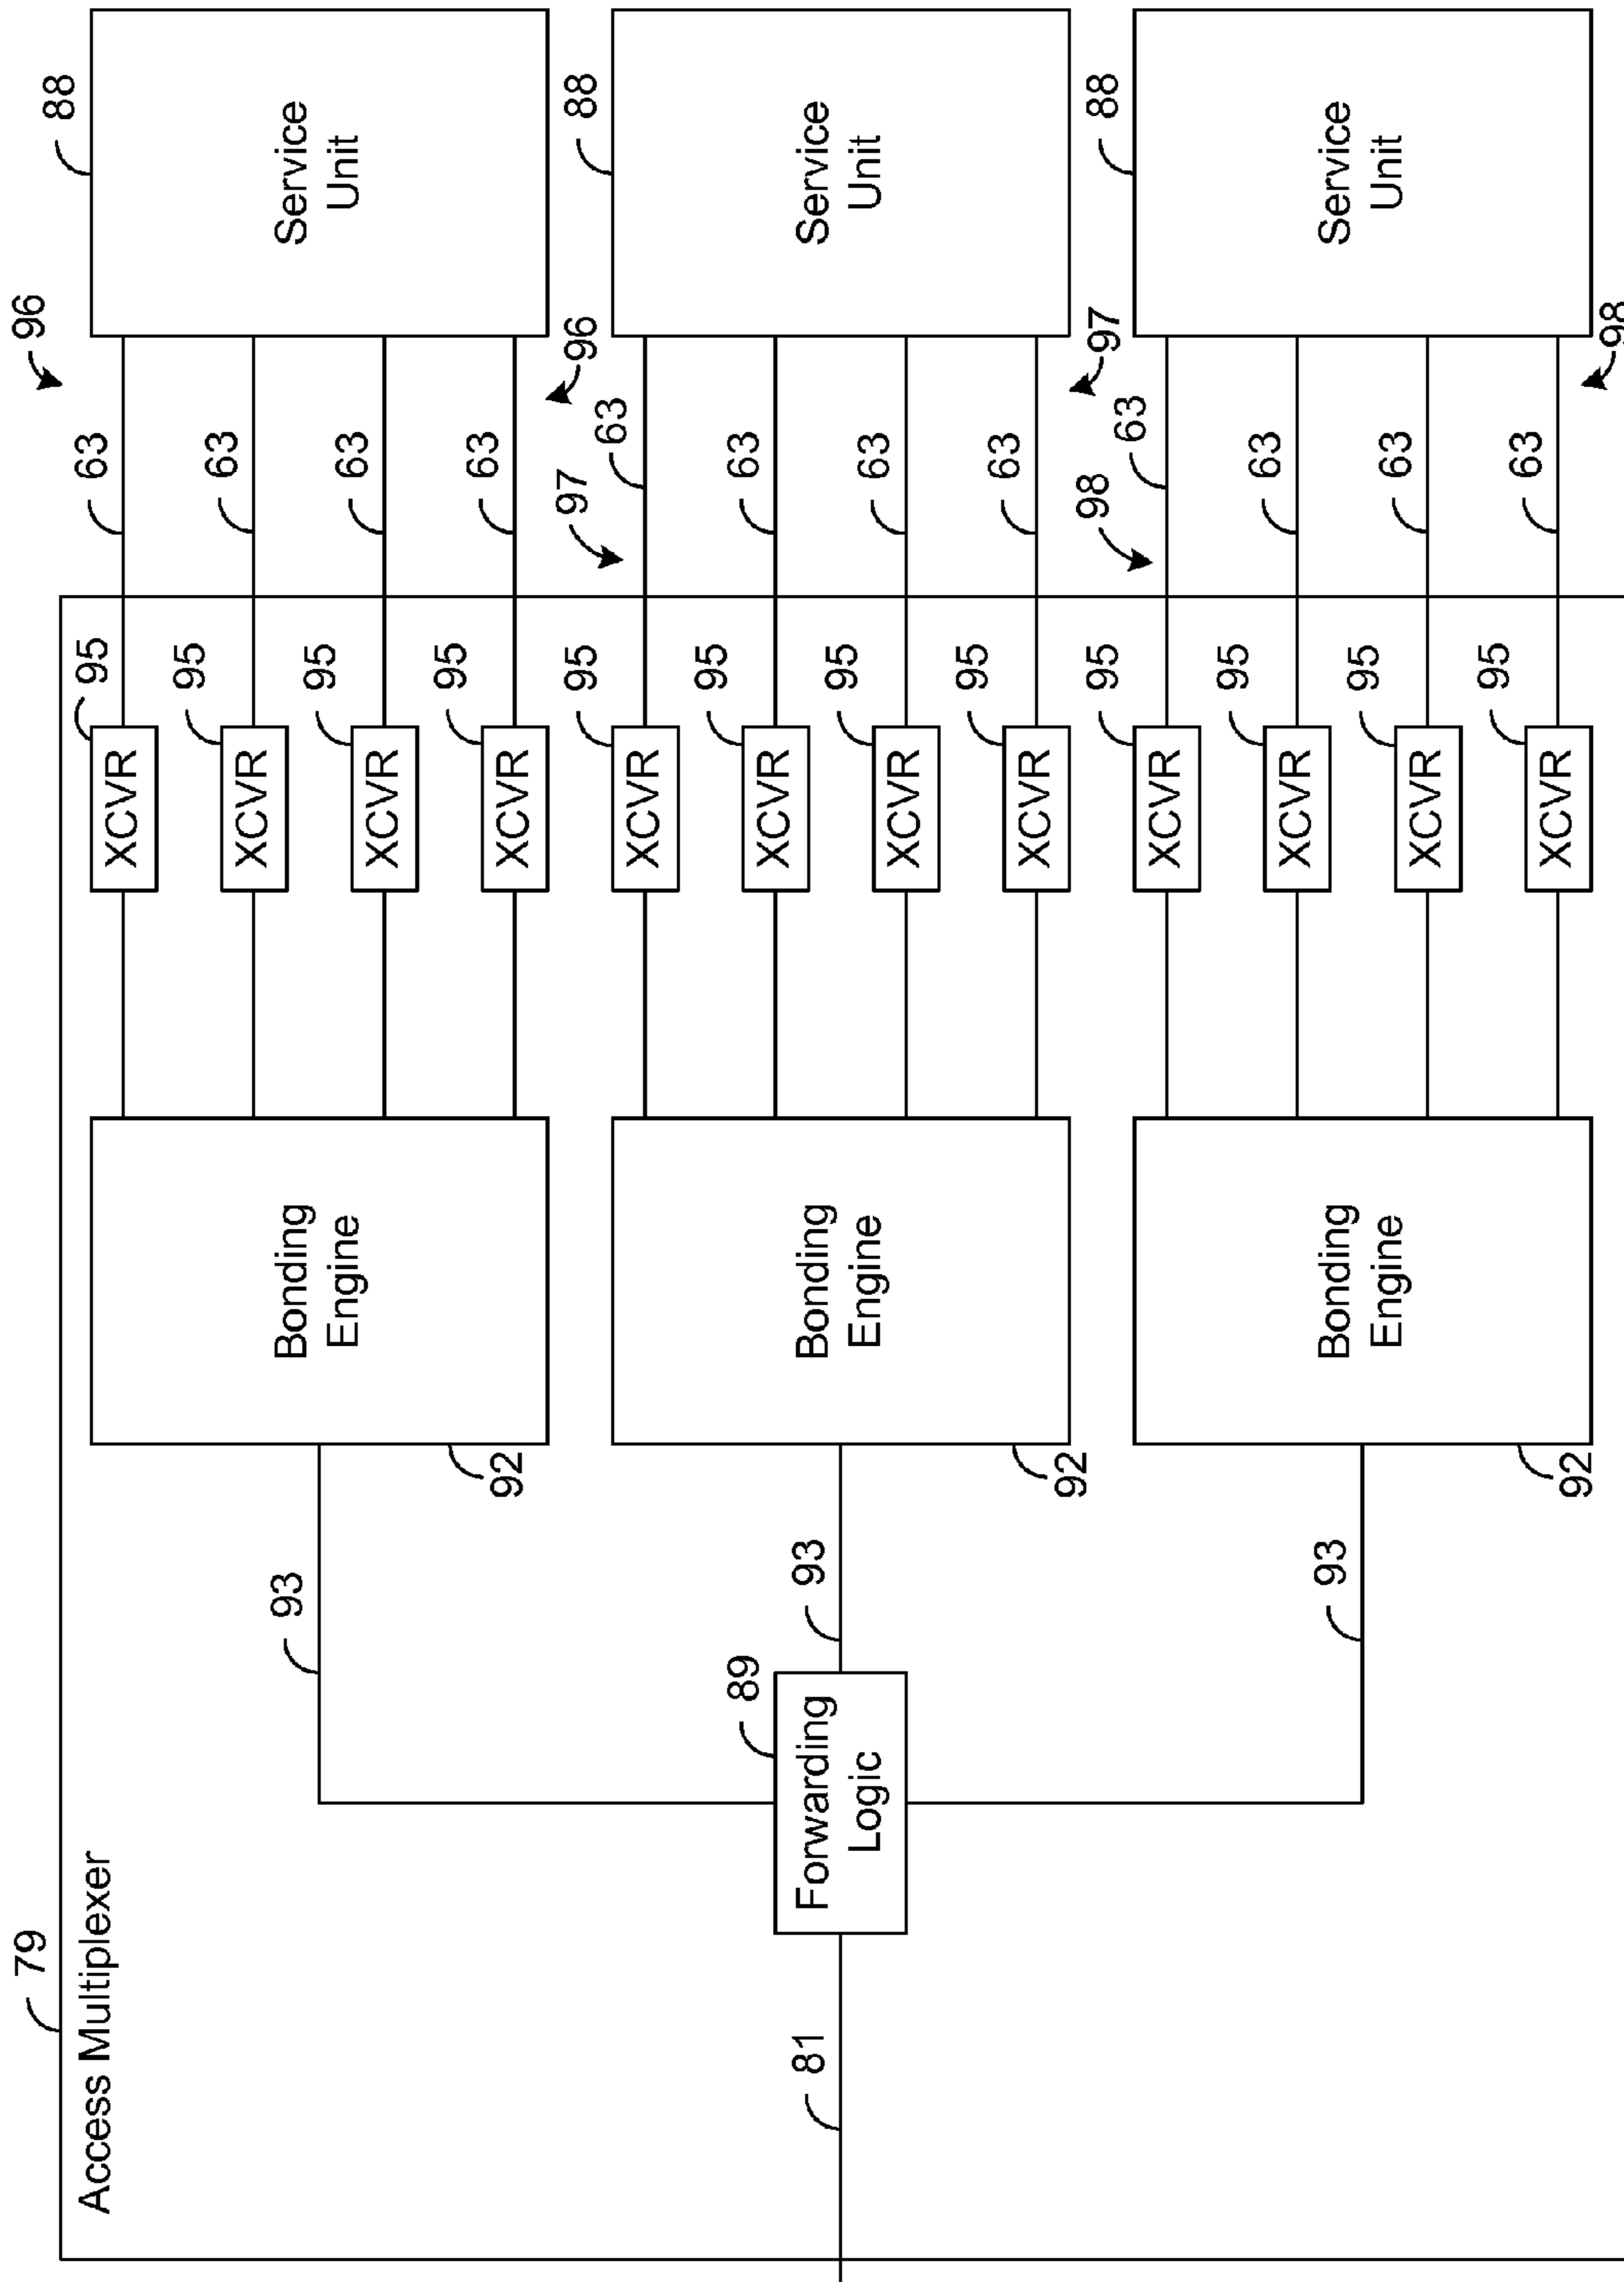 79
Access Multiplexer
81
89
Forwarding
Logic
93
93
93
Bonding
Engine
92
Bonding
Engine
92
Bonding
Engine
92
XCVR
95
XCVR
95
XCVR
95
XCVR
95
XCVR
95
XCVR
95
XCVR
95
XCVR
95
XCVR
95
XCVR
95
XCVR
95
XCVR
95
63
63
63
63
63
63
63
63
63
63
63
63
96
96
97
97
98
98
88
Service
Unit
88
Service
Unit
88
Service
Unit